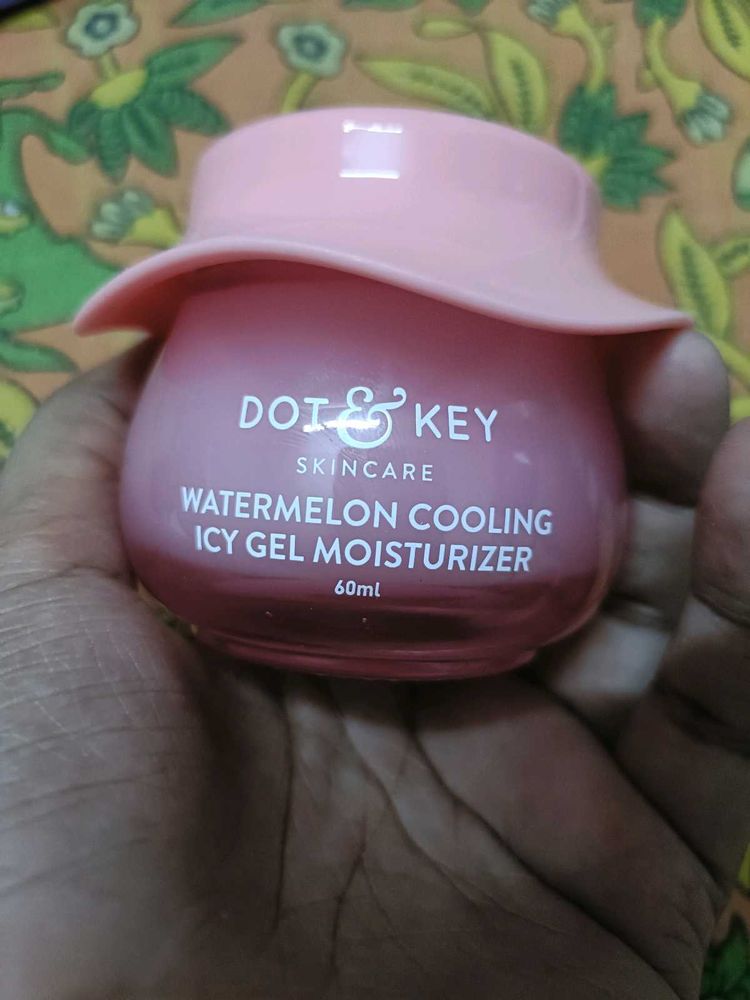 DOT & KEY
SKINCARE
WATERMELON COOLING
ICY GEL MOISTURIZER
60ml